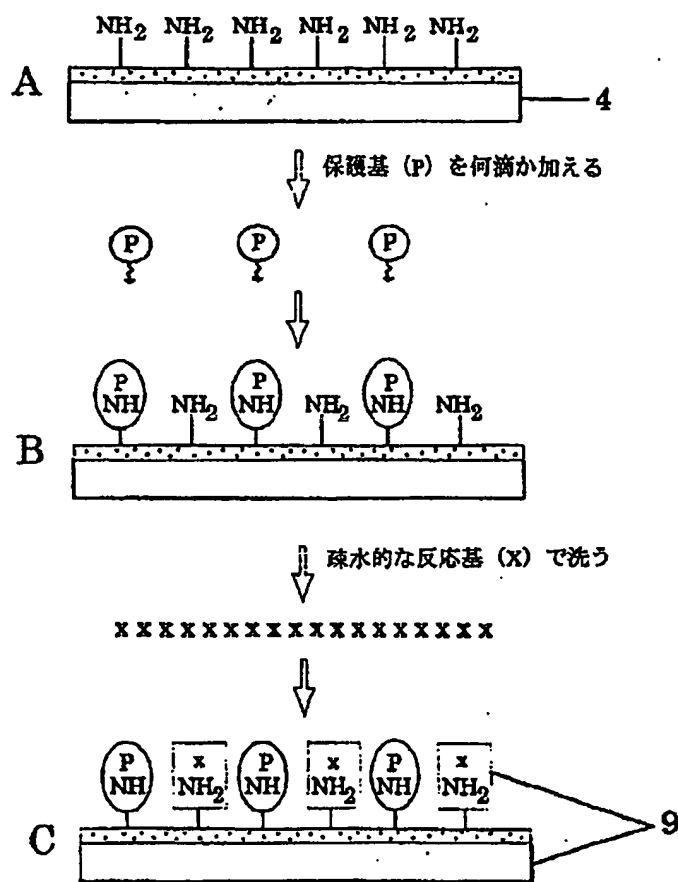 NH2 NH2 NH2 NH2 NH2 NH2
A
4
保護基 (P) を何滴か加える
P P P
P P P
NH NH2 NH NH2 NH NH2
B
疎水的な反応基 (X) で洗う
x x x x x x x x x x x x x x x x x x
P x P x P x
NH NH2 NH NH2 NH NH2
9
C